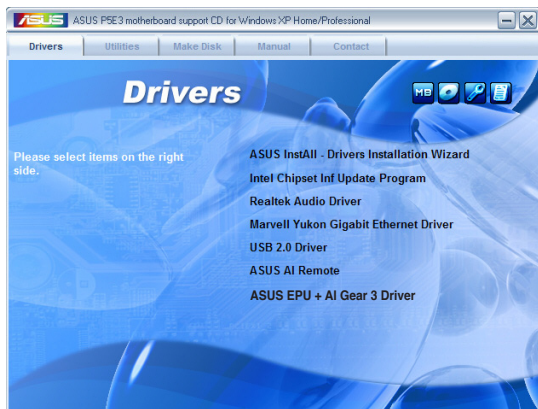 ASUS ASUS P5E3 motherboard support CD for Windows XP Home/Professional
Drivers Utilities Make Disk Manual Contact
Drivers
MB
Please select items on the right
side.
ASUS InstAll - Drivers Installation Wizard
Intel Chipset Inf Update Program
Realtek Audio Driver
Marvell Yukon Gigabit Ethernet Driver
USB 2.0 Driver
ASUS AI Remote
ASUS EPU + AI Gear 3 Driver